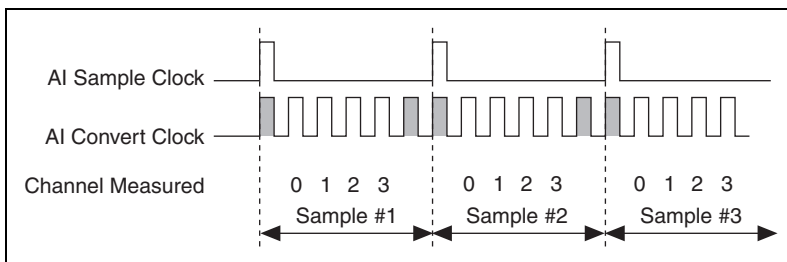 AI Sample Clock
AI Convert Clock
Channel Measured 0 1 2 3 0 1 2 3 0 1 2 3
Sample #1 Sample #2 Sample #3